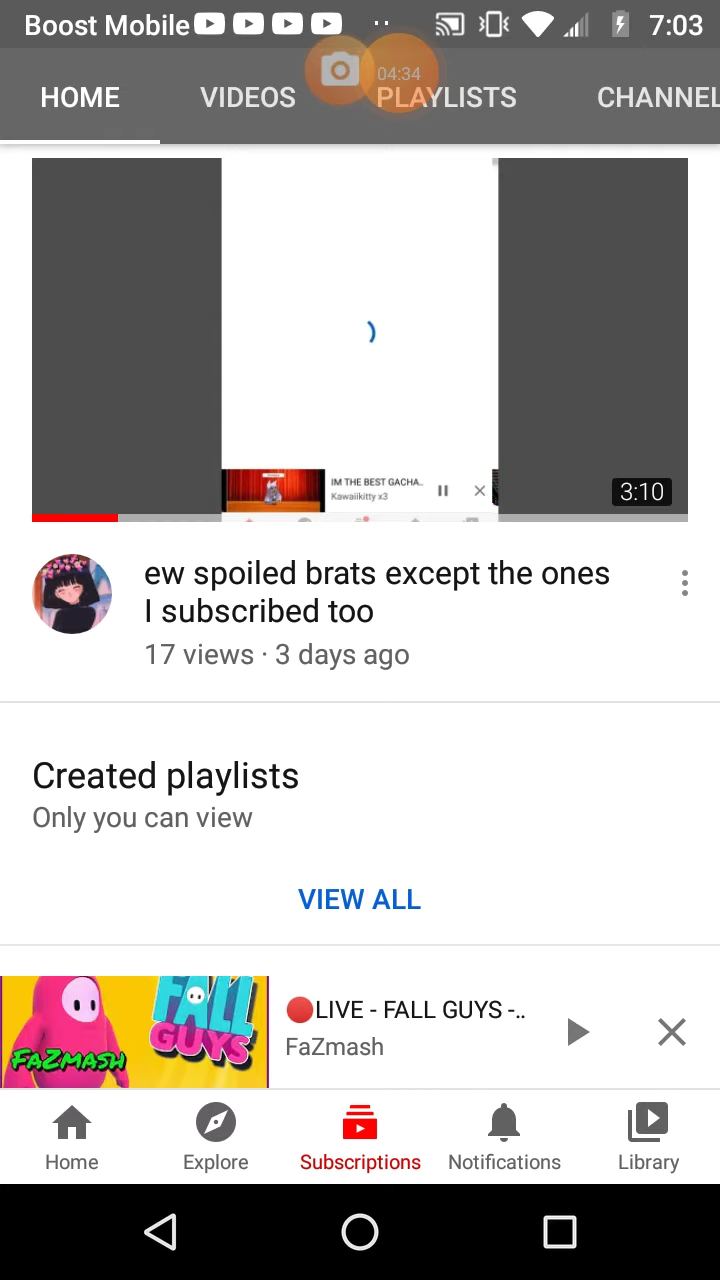 Boost Mobile 7:03
04:34
HOME VIDEOS PLAYLISTS CHANNEL
IM THE BEST GACHA..
Kawaiikitty x3
3:10
ew spoiled brats except the ones
I subscribed too
17 views · 3 days ago
Created playlists
Only you can view
VIEW ALL
FALL
GUYS
FAZMASH
🔴LIVE - FALL GUYS -..
FaZmash
Home Explore Subscriptions Notifications Library